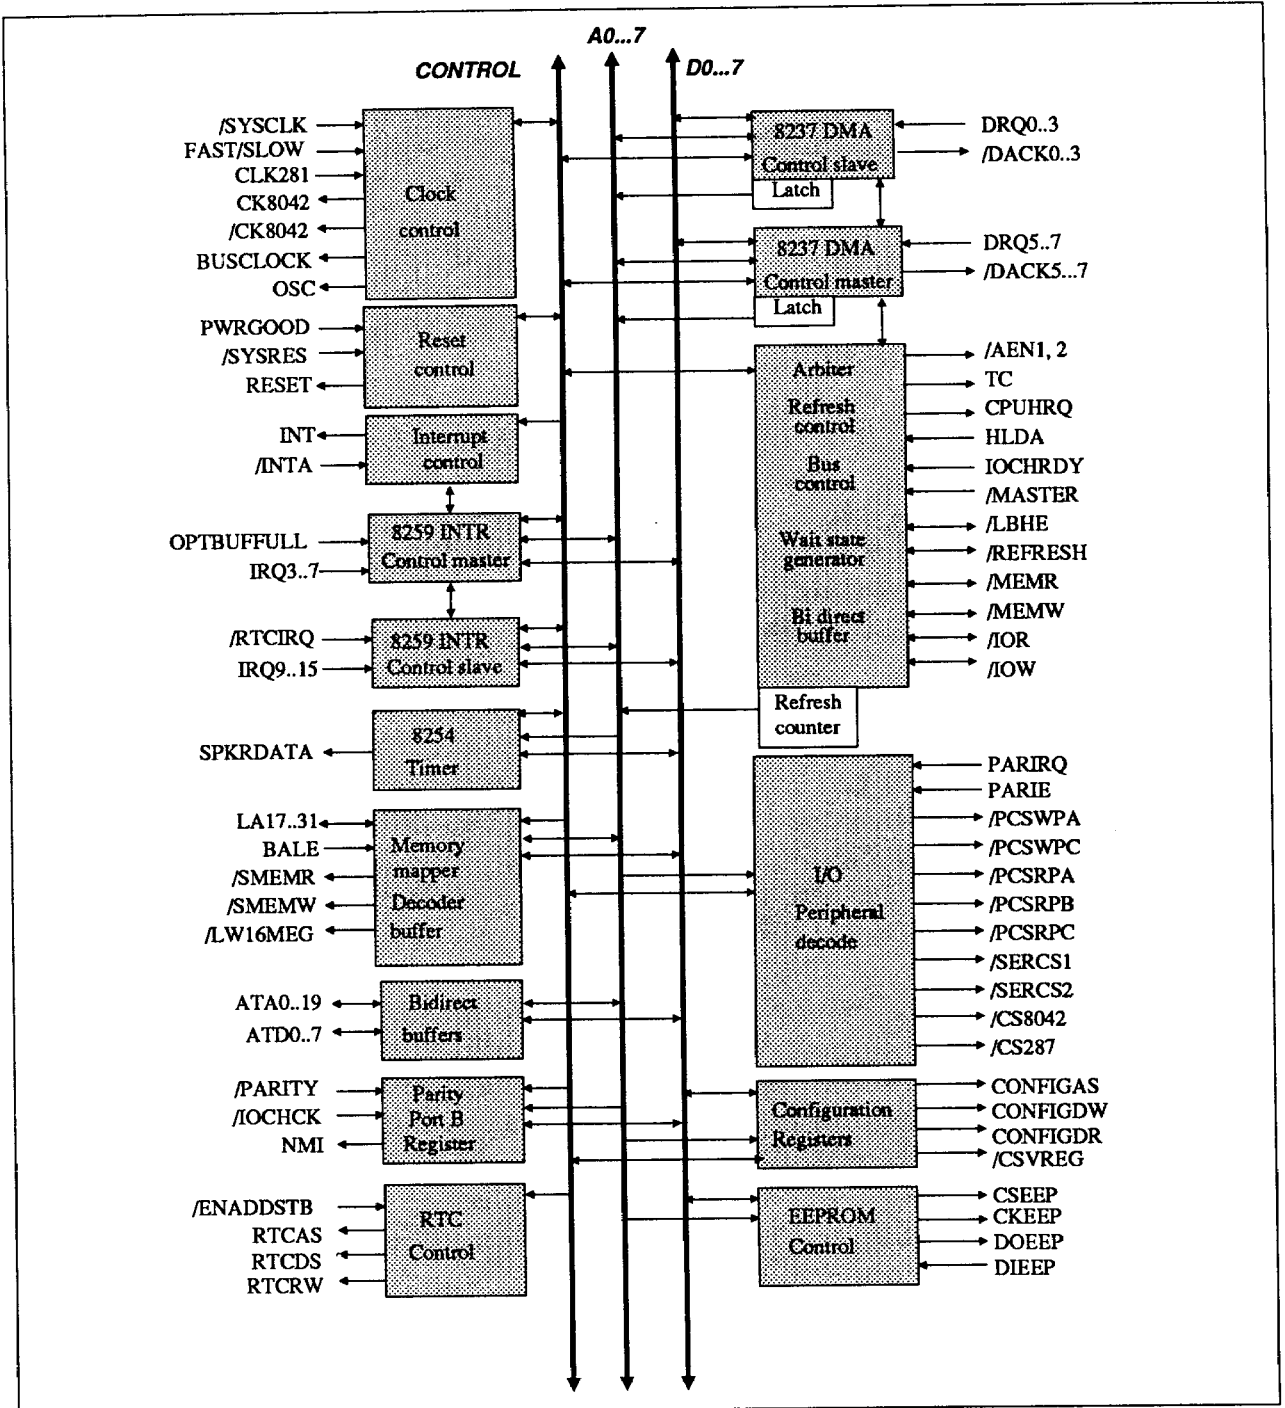 A0...7
CONTROL
D0...7
/SYSCLK
FAST/SLOW
CLK281
CK8042
/CK8042
BUSCLOCK
OSC
Clock
control
PWRGOOD
/SYSRES
RESET
Reset
control
INT
/INTA
Interrupt
control
OPTBUFFULL
IRQ3..7
8259 INTR
Control master
/RTCIRQ
IRQ9..15
8259 INTR
Control slave
SPKRDATA
8254
Timer
LA17..31
BALE
/SMEMR
/SMEMW
/LW16MEG
Memory
mapper
Decoder
buffer
ATA0..19
ATD0..7
Bidirect
buffers
/PARITY
/IOCHCK
NMI
Parity
Port B
Register
/ENADDSTB
RTCAS
RTCDS
RTCRW
RTC
Control
8237 DMA
Control slave
Latch
DRQ0..3
/DACK0..3
8237 DMA
Control master
Latch
DRQ5..7
/DACK5...7
Arbiter
Refresh
control
Bus
control
Wait state
generator
Bi direct
buffer
Refresh
counter
/AEN1, 2
TC
CPUHRQ
HLDA
IOCHRDY
/MASTER
/LBHE
/REFRESH
/MEMR
/MEMW
/IOR
/IOW
I/O
Peripheral
decode
PARIRQ
PARIE
/PCSWPA
/PCSWPC
/PCSRPA
/PCSRPB
/PCSRPC
/SERCS1
/SERCS2
/CS8042
/CS287
Configuration
Registers
CONFIGAS
CONFIGDW
CONFIGDR
/CSVREG
EEPROM
Control
CSEEP
CKEEP
DOEEP
DIEEP